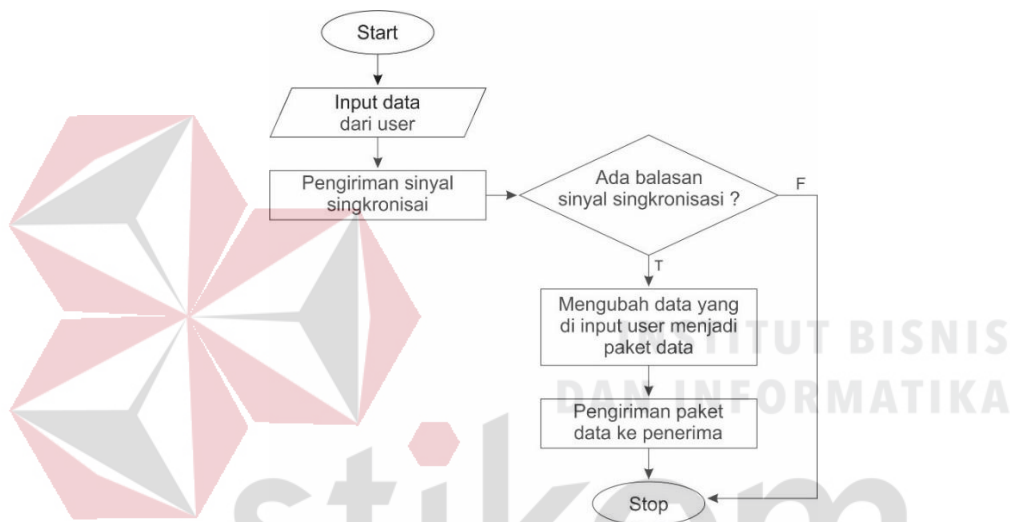 Start
Input data
dari user
Pengiriman sinyal
singkronisai
Ada balasan
sinyal singkronisasi ?
F
T
Mengubah data yang
di input user menjadi
paket data
INSTITUT BISNIS
DAN INFORMATIKA
Pengiriman paket
data ke penerima
stikom
Stop